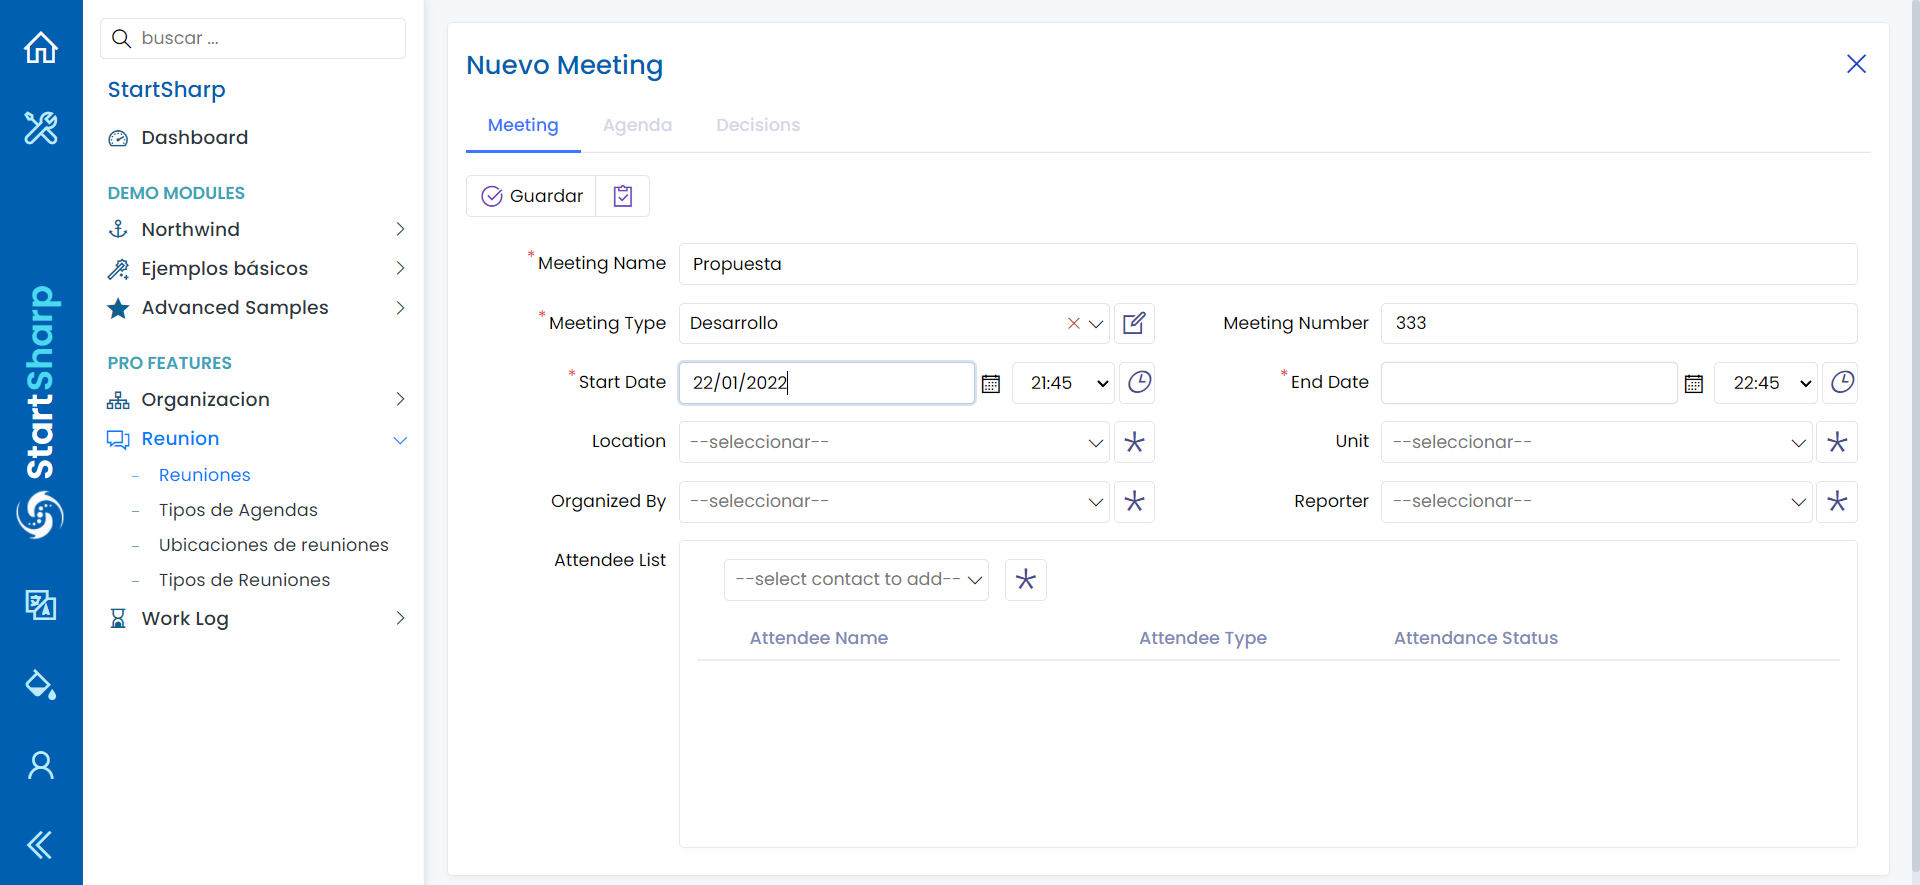 buscar ...
StartSharp
Dashboard
DEMO MODULES
Northwind
Ejemplos básicos
Advanced Samples
PRO FEATURES
Organizacion
Reunion
- Reuniones
- Tipos de Agendas
- Ubicaciones de reuniones
- Tipos de Reuniones
Work Log
StartSharp
Nuevo Meeting
Meeting Agenda Decisions
Guardar
*Meeting Name Propuesta
*Meeting Type Desarrollo Meeting Number 333
*Start Date 22/01/2022 21:45 *End Date 22:45
Location --seleccionar-- Unit --seleccionar--
Organized By --seleccionar-- Reporter --seleccionar--
Attendee List --select contact to add--
Attendee Name Attendee Type Attendance Status